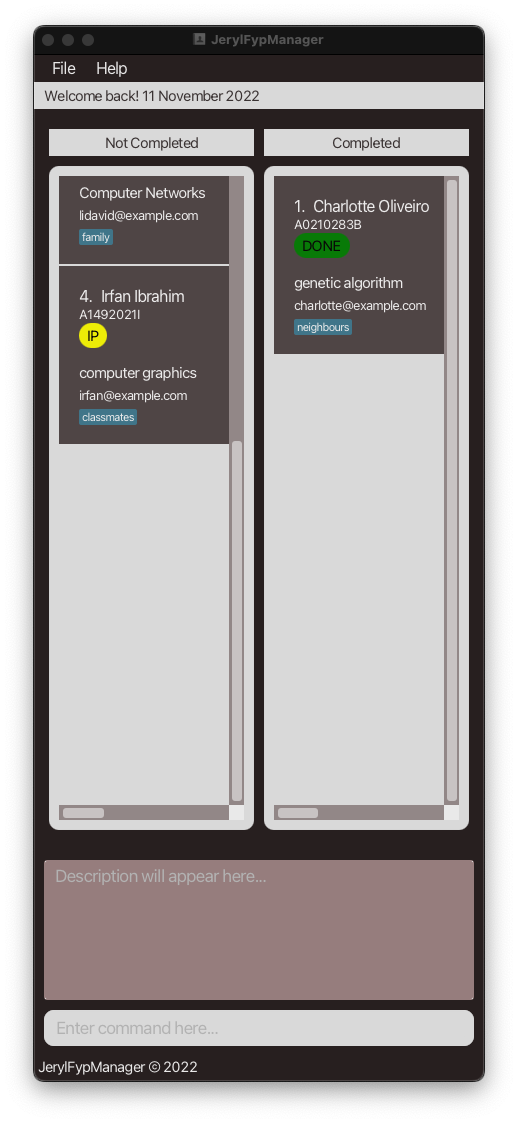 JerylFypManager
File Help
Welcome back! 11 November 2022
Not Completed
Computer Networks
lidavid@example.com
family
4. Irfan Ibrahim
A1492021I
IP
computer graphics
irfan@example.com
classmates
Completed
1. Charlotte Oliveiro
A0210283B
DONE
genetic algorithm
charlotte@example.com
neighbours
Description will appear here...
Enter command here...
JerylFypManager © 2022